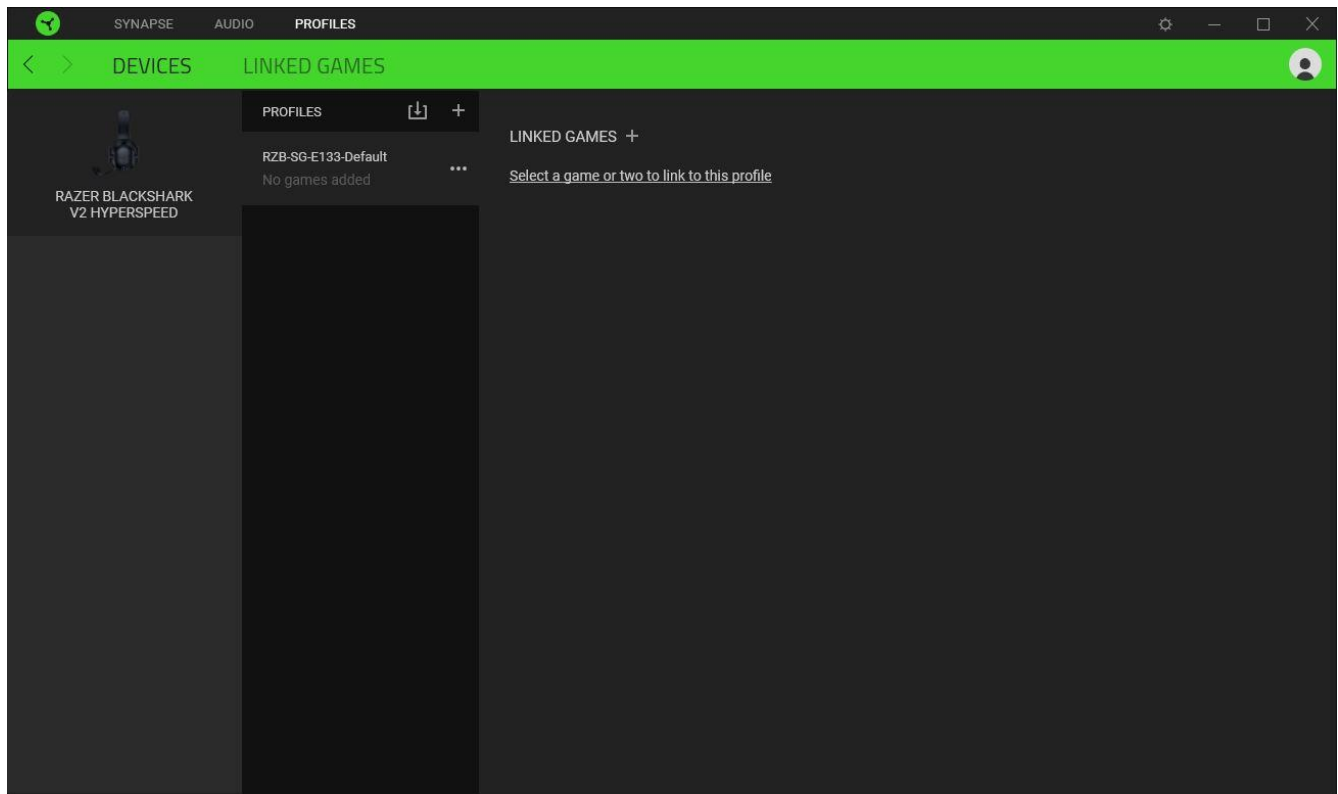 SYNAPSE AUDIO PROFILES
DEVICES LINKED GAMES
RAZER BLACKSHARK
V2 HYPERSPEED
PROFILES
RZB-SG-E133-Default
No games added
LINKED GAMES +
Select a game or two to link to this profile